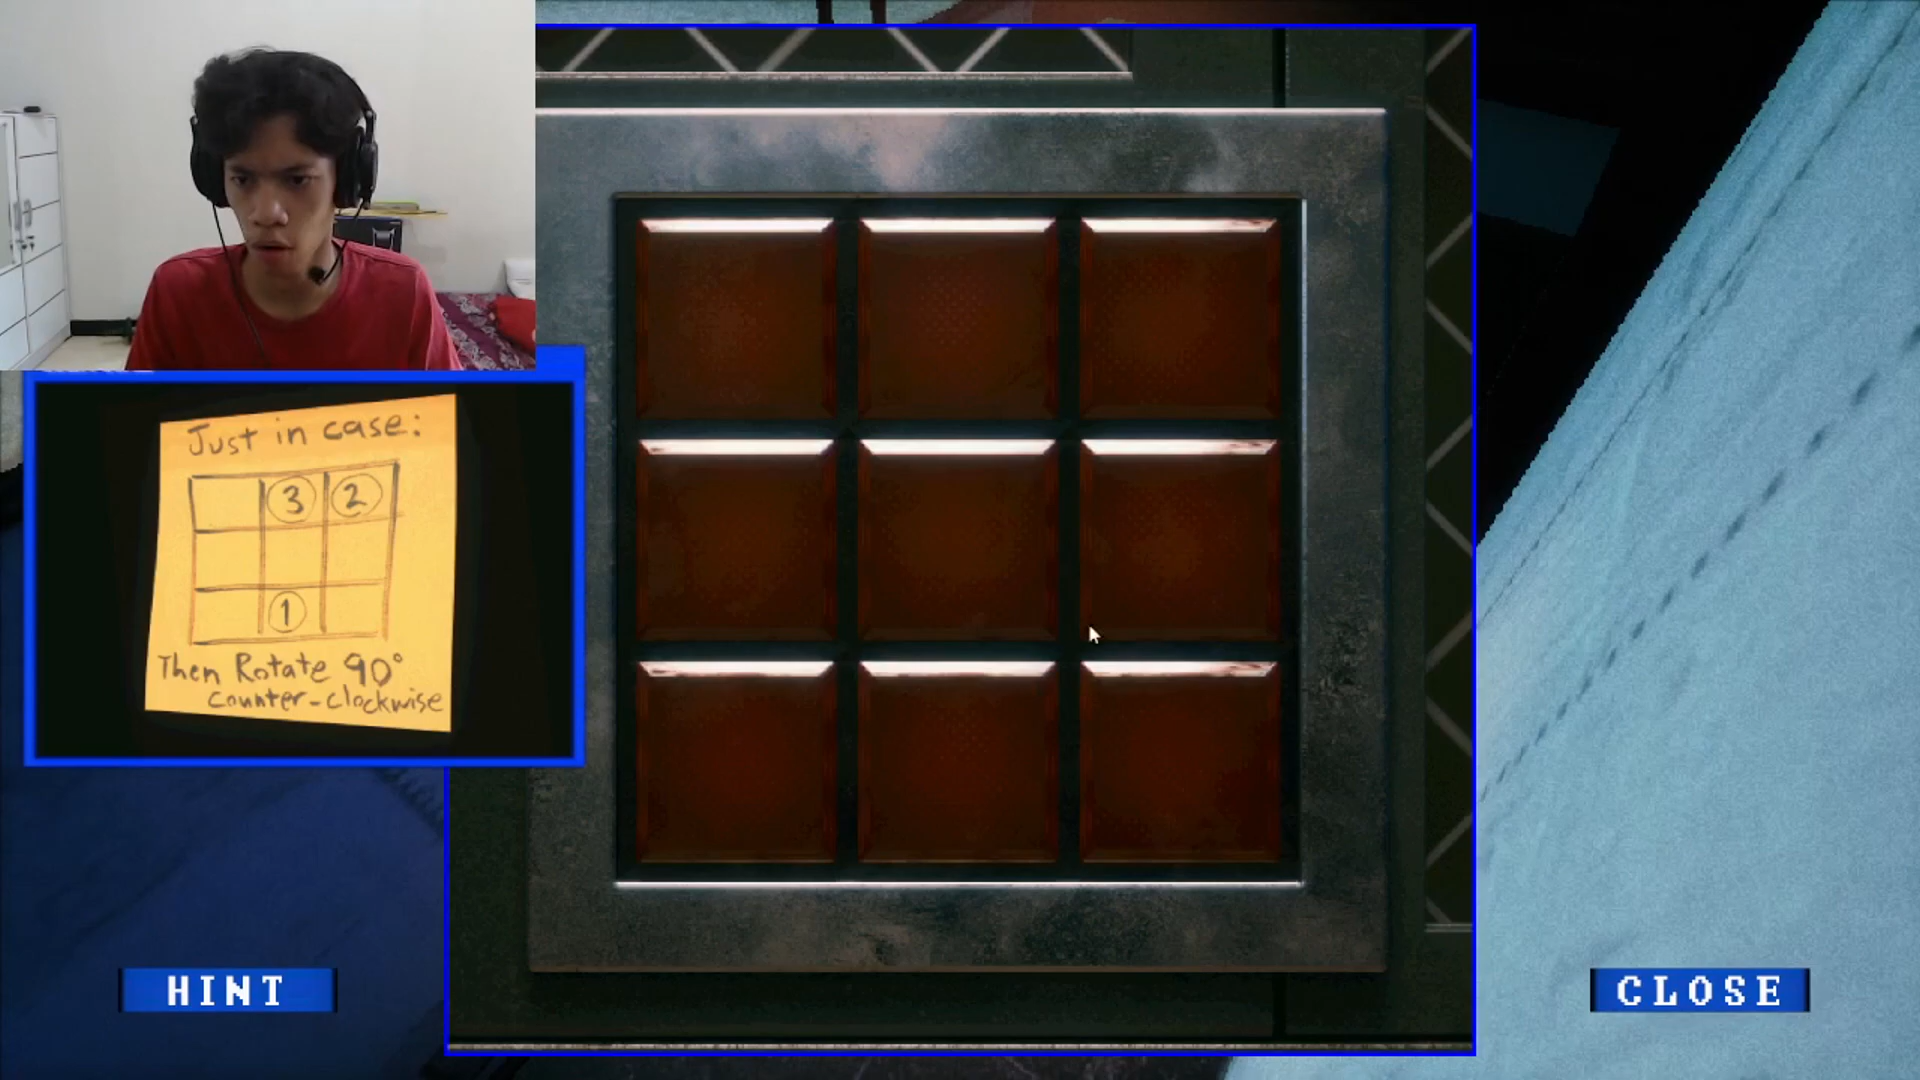 Just in case:
3 2
1
Then Rotate 90°
counter-clockwise
HINT
CLOSE